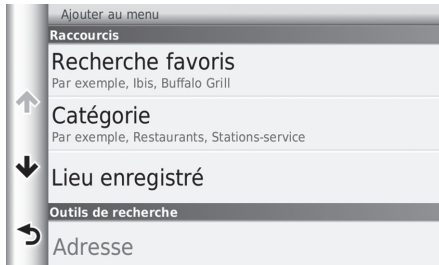 Ajouter au menu
Raccourcis
Recherche favoris
Par exemple, Ibis, Buffalo Grill
Catégorie
Par exemple, Restaurants, Stations-service
Lieu enregistré
Outils de recherche
Adresse